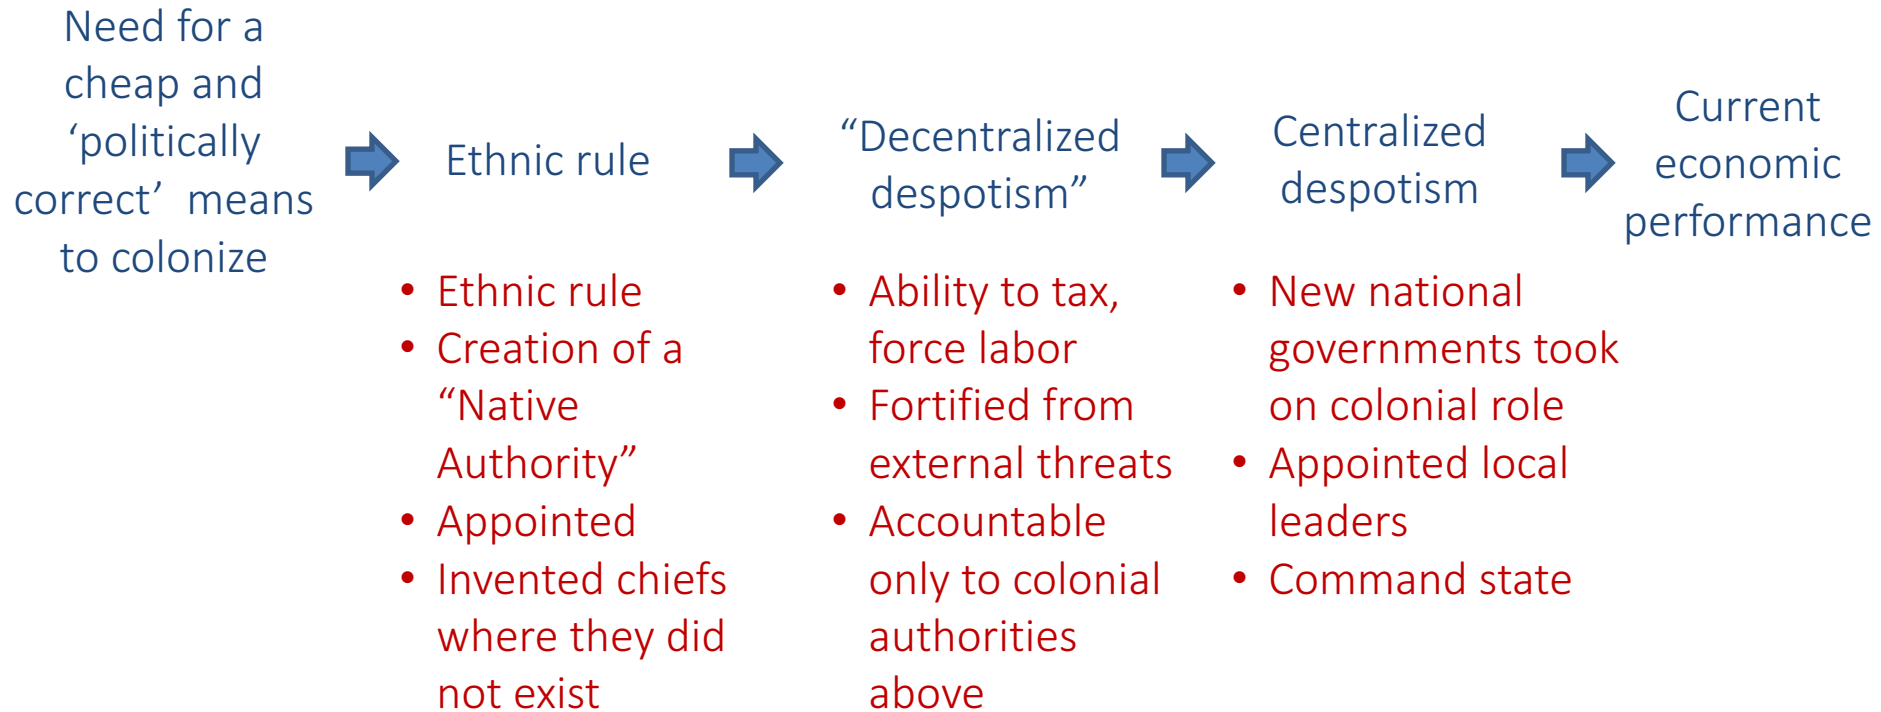 Need for a
cheap and
‘politically
correct’  means
to colonize
Ethnic rule
“Decentralized
despotism”
Centralized
despotism
Current
economic
performance
• Ethnic rule
• Creation of a
“Native
Authority”
• Appointed
• Invented chiefs
where they did
not exist
• Ability to tax,
force labor
• Fortified from
external threats
• Accountable
only to colonial
authorities
above
• New national
governments took
on colonial role
• Appointed local
leaders
• Command state